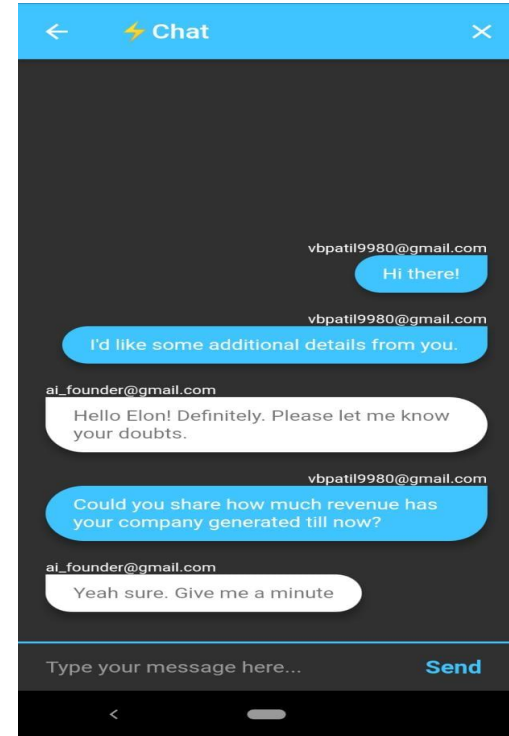 ⚡ Chat
vbpatil9980@gmail.com
Hi there!
vbpatil9980@gmail.com
I'd like some additional details from you.
ai_founder@gmail.com
Hello Elon! Definitely. Please let me know
your doubts.
vbpatil9980@gmail.com
Could you share how much revenue has
your company generated till now?
ai_founder@gmail.com
Yeah sure. Give me a minute
Type your message here...
Send